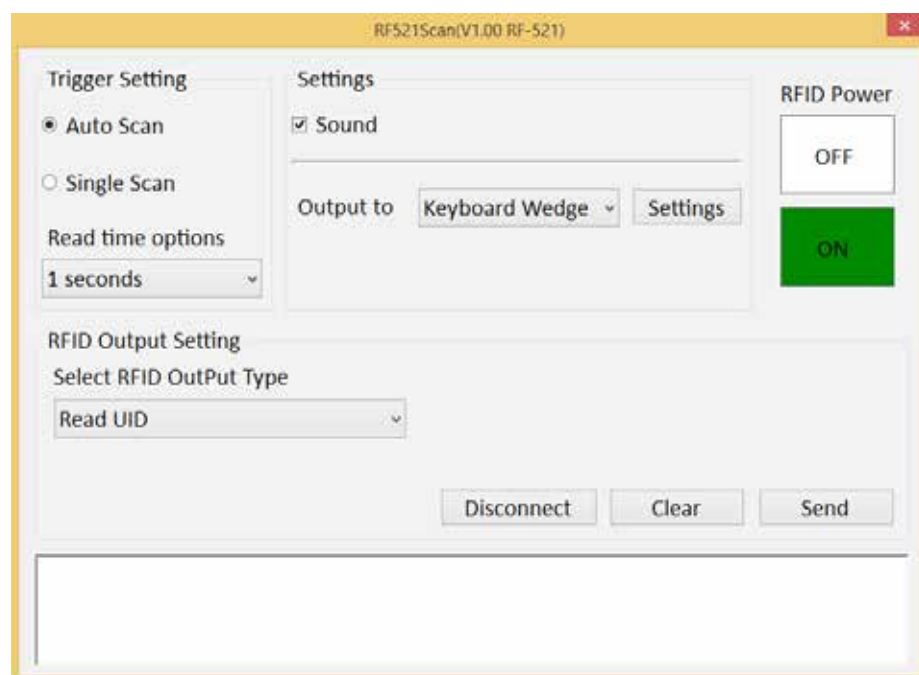 RF521Scan(V1.00 RF-521)
Trigger Setting
Auto Scan
Single Scan
Read time options
1 seconds
Settings
Sound
Output to Keyboard Wedge Settings
RFID Power
OFF
ON
RFID Output Setting
Select RFID OutPut Type
Read UID
Disconnect Clear Send